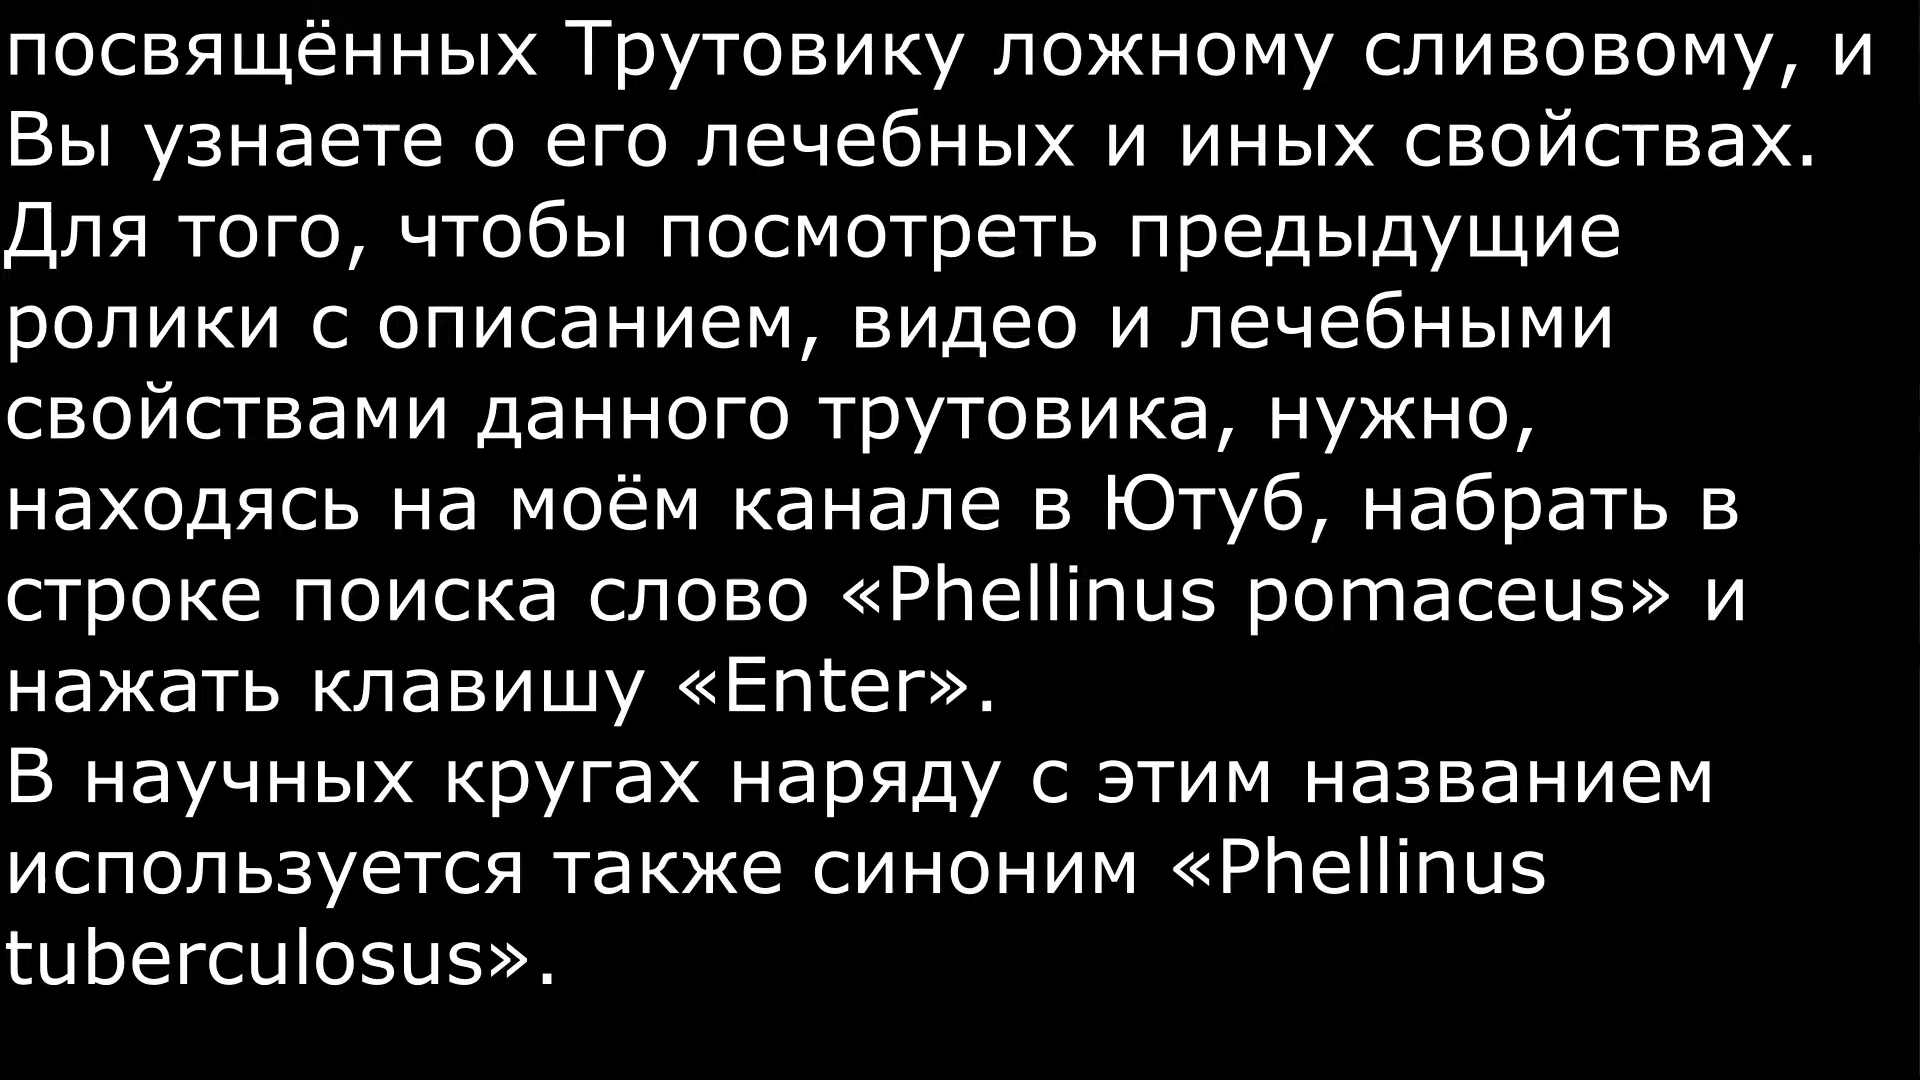 посвящённых Трутовику ложному сливовому, и
Вы узнаете о его лечебных и иных свойствах.
Для того, чтобы посмотреть предыдущие
ролики с описанием, видео и лечебными
свойствами данного трутовика, нужно,
находясь на моём канале в Ютуб, набрать в
строке поиска слово «Phellinus pomaceus» и
нажать клавишу «Enter».
В научных кругах наряду с этим названием
используется также синоним «Phellinus
tuberculosus».